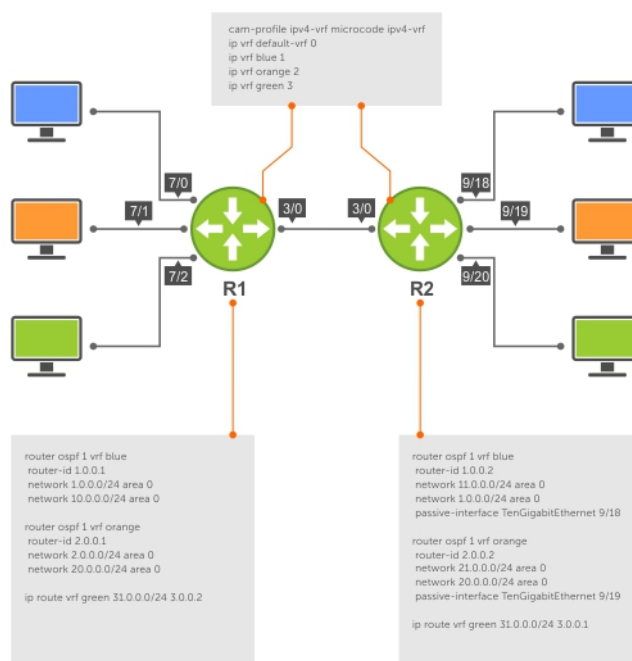 cam-profile ipv4-vrf microcode ipv4-vrf
ip vrf default-vrf 0
ip vrf blue 1
ip vrf orange 2
ip vrf green 3
7/0
9/18
7/1
3/0
3/0
9/19
7/2
9/20
R1
R2
router ospf 1 vrf blue
router-id 1.0.0.1
network 1.0.0.0/24 area 0
network 10.0.0.0/24 area 0
router ospf 1 vrf orange
router-id 2.0.0.1
network 2.0.0.0/24 area 0
network 20.0.0.0/24 area 0
ip route vrf green 31.0.0.0/24 3.0.0.2
router ospf 1 vrf blue
router-id 1.0.0.2
network 11.0.0.0/24 area 0
network 1.0.0.0/24 area 0
passive-interface TenGigabitEthernet 9/18
router ospf 1 vrf orange
router-id 2.0.0.2
network 21.0.0.0/24 area 0
network 20.0.0.0/24 area 0
passive-interface TenGigabitEthernet 9/19
ip route vrf green 31.0.0.0/24 3.0.0.1